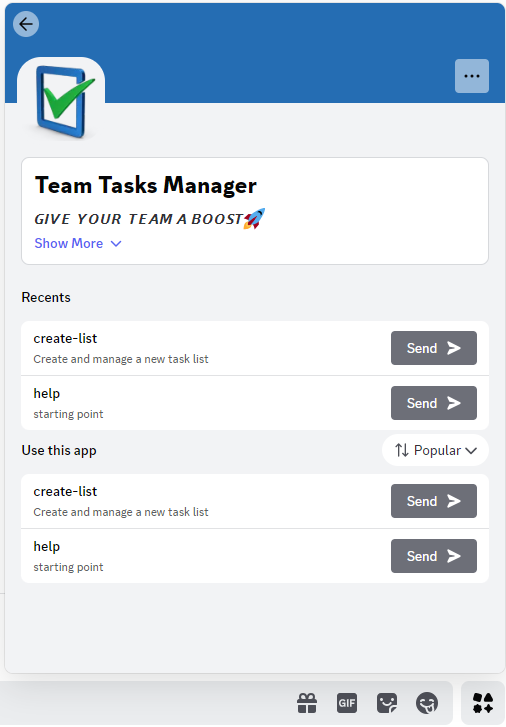 Team Tasks Manager
GIVE YOUR TEAM A BOOST🚀
Show More
Recents
create-list
Create and manage a new task list
Send
help
starting point
Send
Use this app
Popular
create-list
Create and manage a new task list
Send
help
starting point
Send
GIF